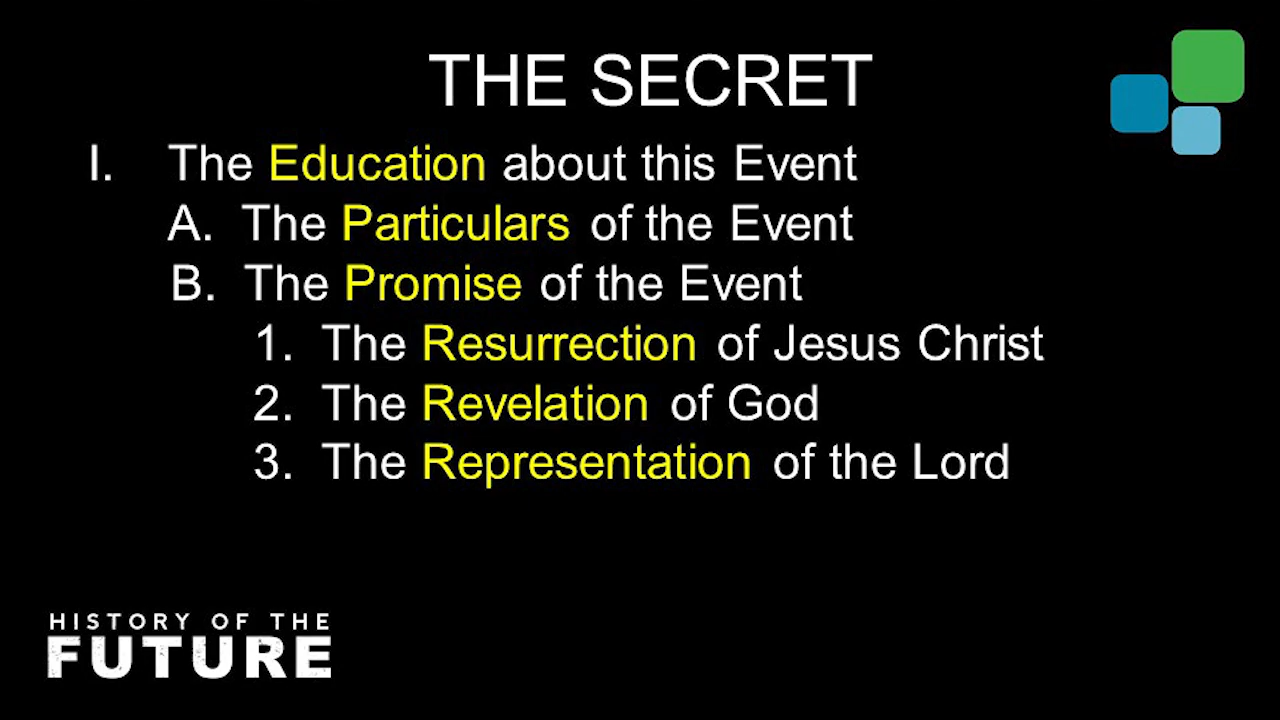 THE SECRET
I. The Education about this Event
A. The Particulars of the Event
B. The Promise of the Event
1. The Resurrection of Jesus Christ
2. The Revelation of God
3. The Representation of the Lord
HISTORY OF THE
FUTURE